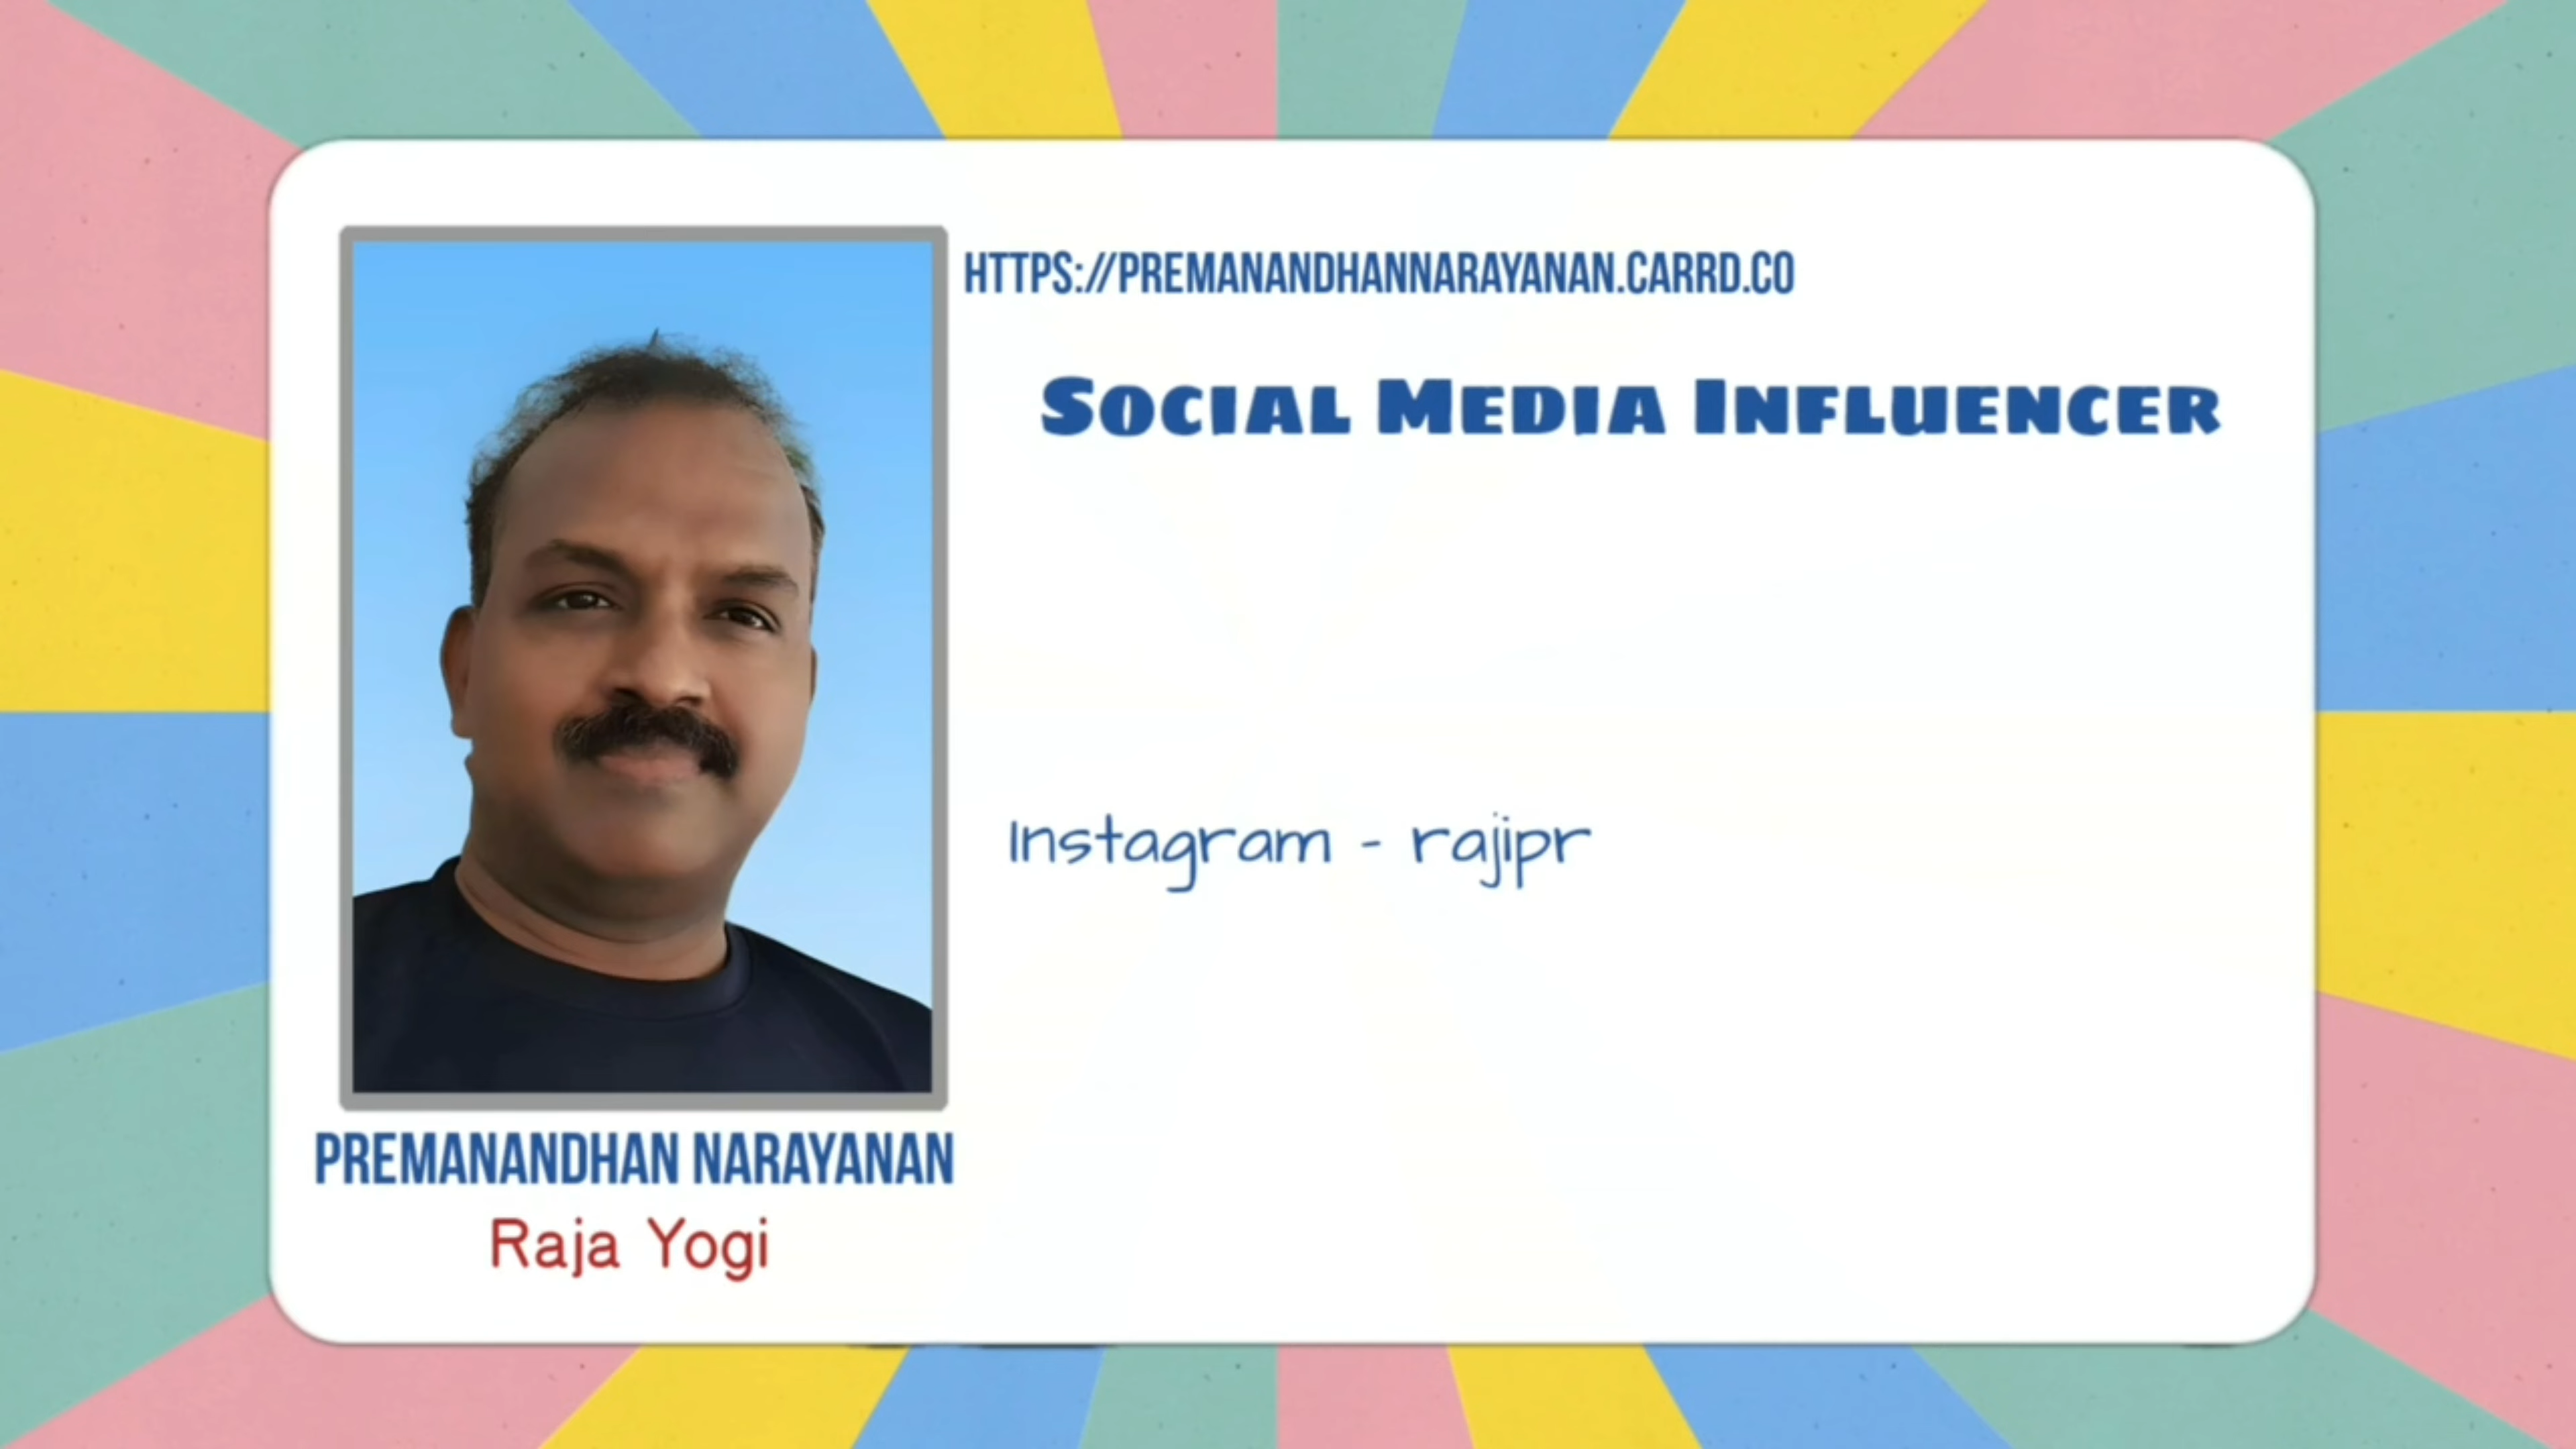 HTTPS://PREMANANDHANNARAYANAN.CARRD.CO
Social Media Influencer
Instagram - rajipr
PREMANANDHAN NARAYANAN
Raja Yogi